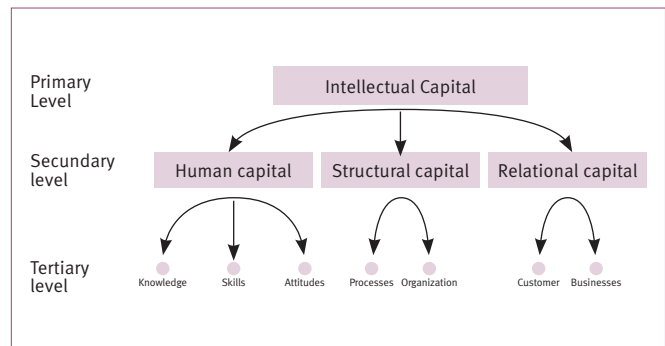 Primary
Level
Intellectual Capital
Secundary
level
Human capital
Structural capital
Relational capital
Tertiary
level
Knowledge
Skills
Attitudes
Processes
Organization
Customer
Businesses